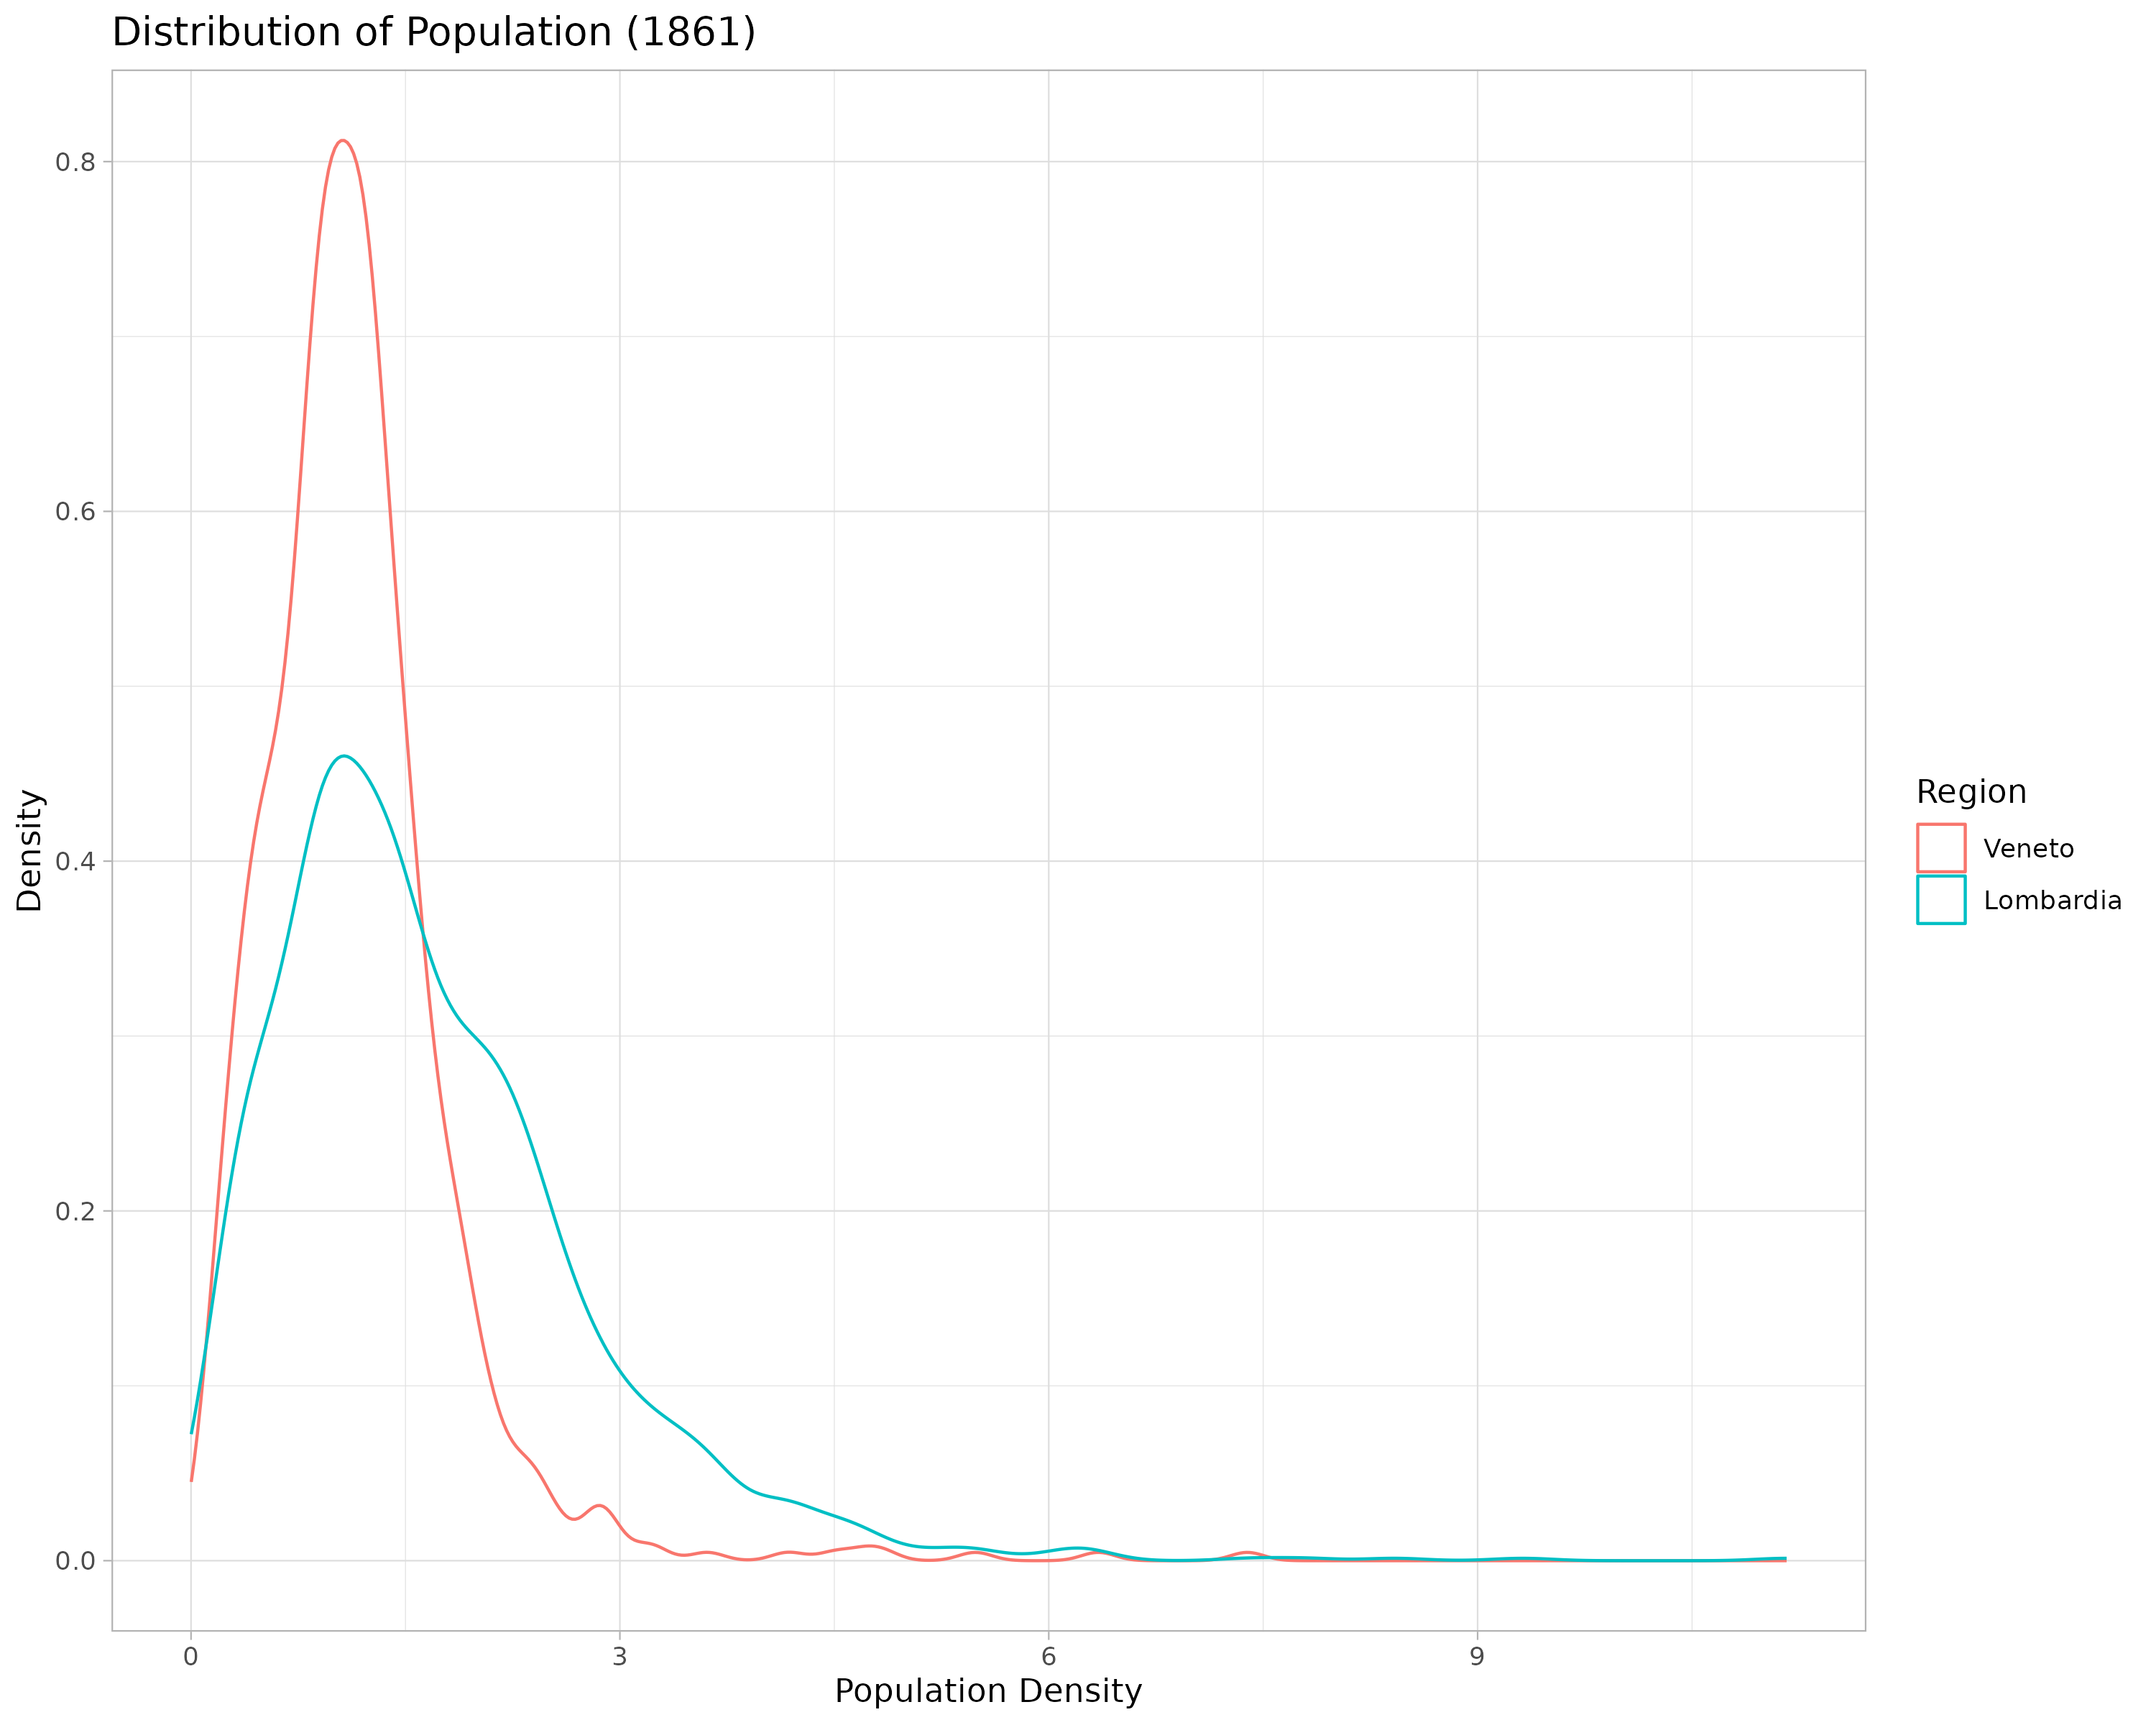 Distribution of Population (1861)
0.8
0.6
0.4
0.2
0.0
Density
0
3
6
9
Population Density
Region
Veneto
Lombardia